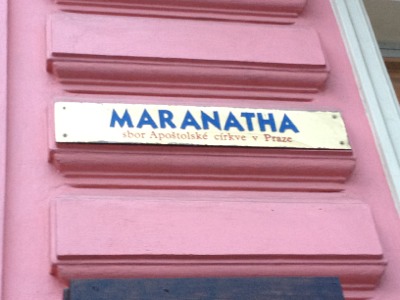 MARANATHA
sbor Apoštolské církve v Praze